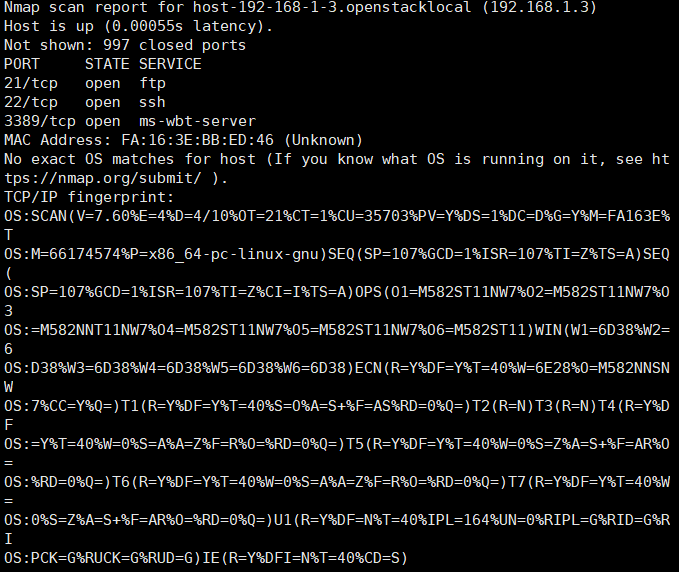 Nmap scan report for host-192-168-1-3.openstacklocal (192.168.1.3)
Host is up (0.00055s latency).
Not shown: 997 closed ports
PORT     STATE SERVICE
21/tcp   open  ftp
22/tcp   open  ssh
3389/tcp open  ms-wbt-server
MAC Address: FA:16:3E:BB:ED:46 (Unknown)
No exact OS matches for host (If you know what OS is running on it, see ht
tps://nmap.org/submit/ ).
TCP/IP fingerprint:
OS:SCAN(V=7.60%E=4%D=4/10%OT=21%CT=1%CU=35703%PV=Y%DS=1%DC=D%G=Y%M=FA163E%
T
OS:M=66174574%P=x86_64-pc-linux-gnu)SEQ(SP=107%GCD=1%ISR=107%TI=Z%TS=A)SEQ
(
OS:SP=107%GCD=1%ISR=107%TI=Z%CI=I%TS=A)OPS(O1=M582ST11NW7%O2=M582ST11NW7%O
3
OS:=M582NNT11NW7%O4=M582ST11NW7%O5=M582ST11NW7%O6=M582ST11)WIN(W1=6D38%W2=
6
OS:D38%W3=6D38%W4=6D38%W5=6D38%W6=6D38)ECN(R=Y%DF=Y%T=40%W=6E28%O=M582NNSN
W
OS:7%CC=Y%Q=)T1(R=Y%DF=Y%T=40%S=O%A=S+%F=AS%RD=0%Q=)T2(R=N)T3(R=N)T4(R=Y%D
F
OS:=Y%T=40%W=0%S=A%A=Z%F=R%O=%RD=0%Q=)T5(R=Y%DF=Y%T=40%W=0%S=Z%A=S+%F=AR%O
=
OS:%RD=0%Q=)T6(R=Y%DF=Y%T=40%W=0%S=A%A=Z%F=R%O=%RD=0%Q=)T7(R=Y%DF=Y%T=40%W
=
OS:0%S=Z%A=S+%F=AR%O=%RD=0%Q=)U1(R=Y%DF=N%T=40%IPL=164%UN=0%RIPL=G%RID=G%R
I
OS:PCK=G%RUCK=G%RUD=G)IE(R=Y%DFI=N%T=40%CD=S)